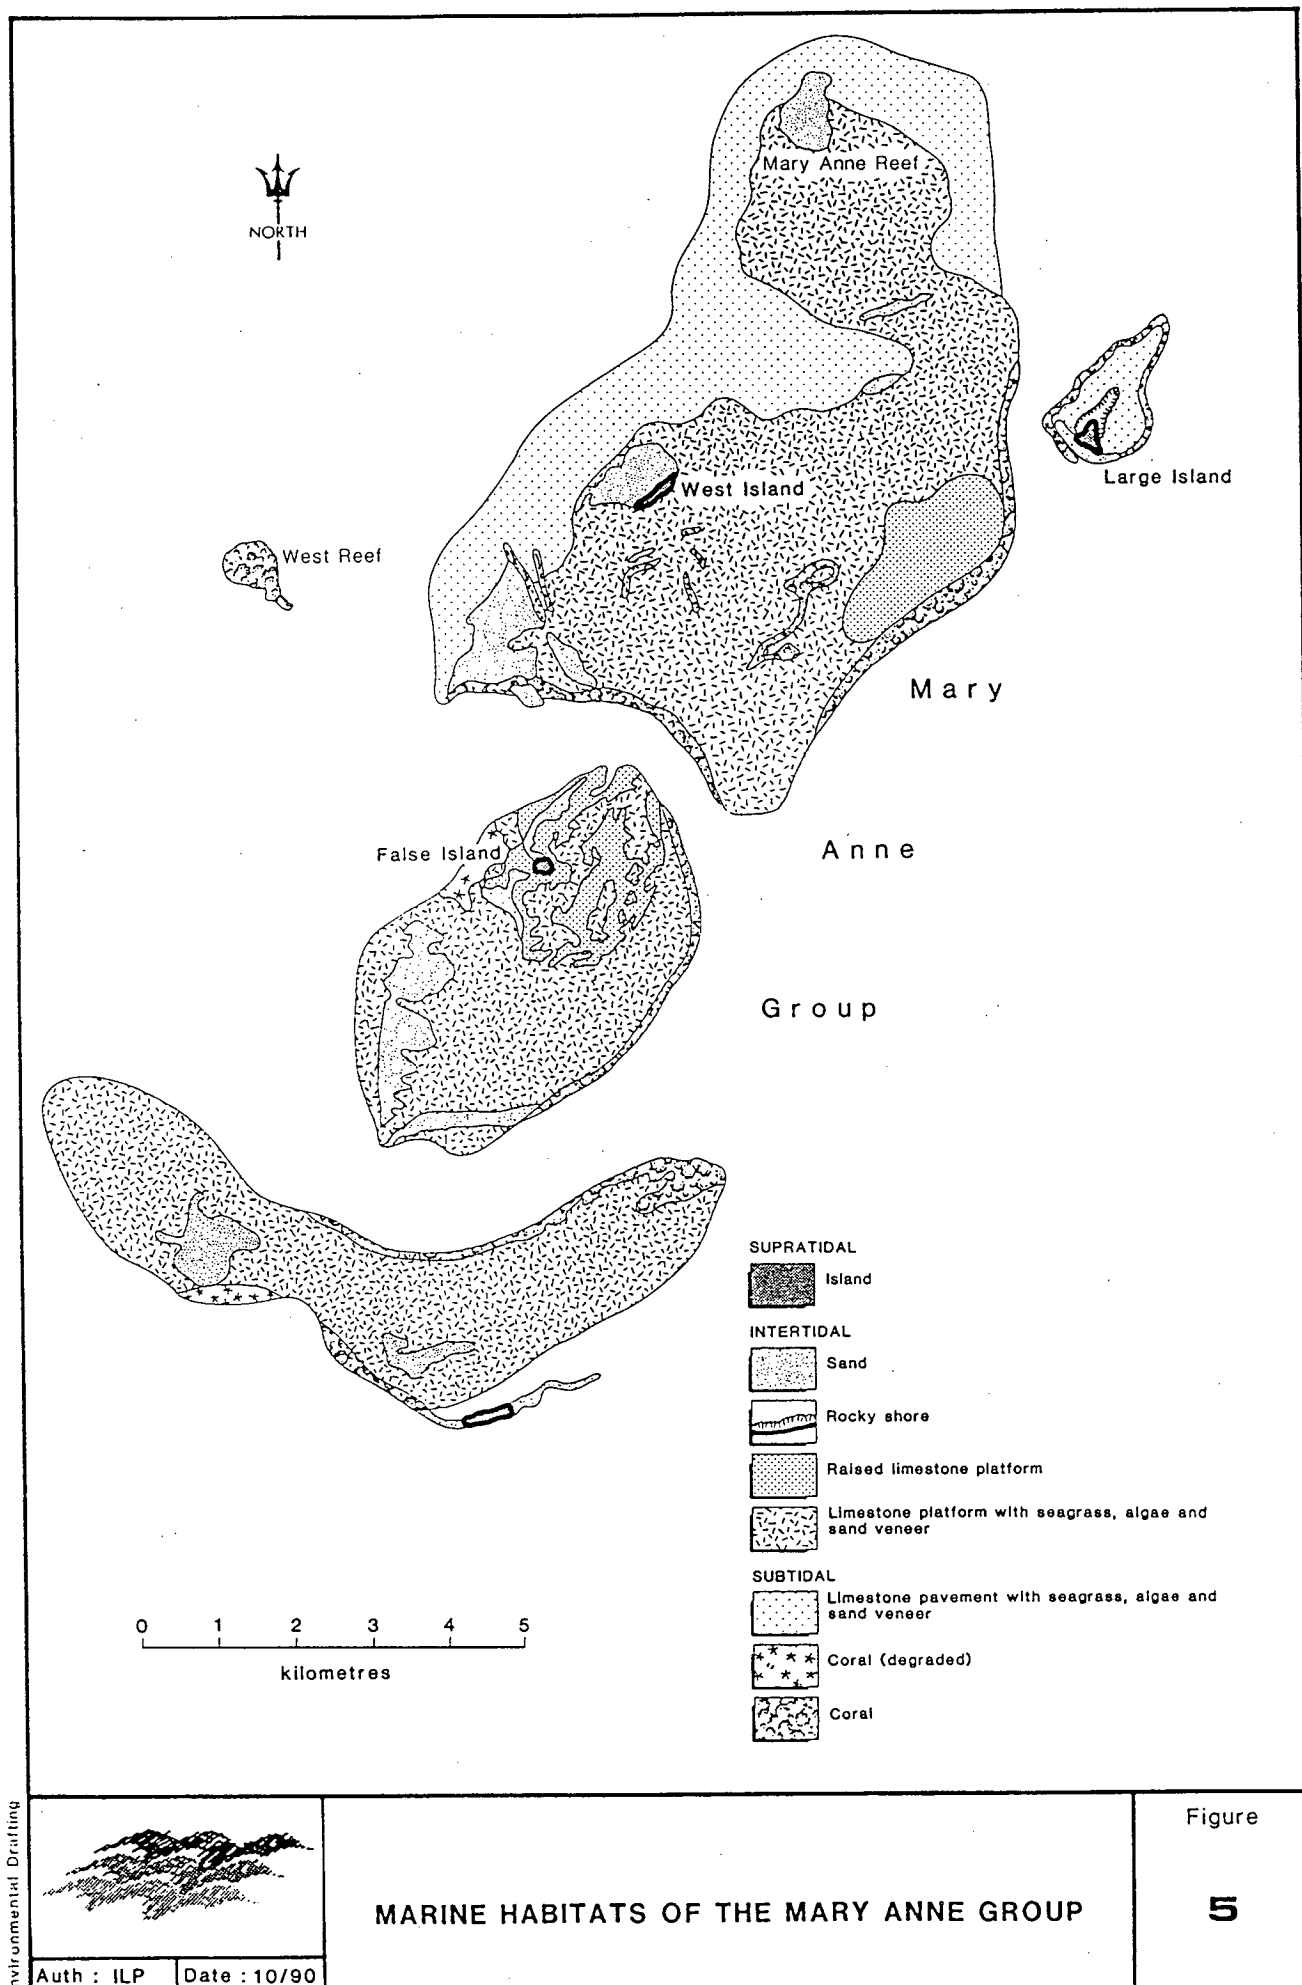 NORTH
Mary Anne Reef
Large Island
West Island
West Reef
Mary
False Island
Anne
Group
SUPRATIDAL
Island
INTERTIDAL
Sand
Rocky shore
Raised limestone platform
Limestone platform with seagrass, algae and
sand veneer
SUBTIDAL
Limestone pavement with seagrass, algae and
sand veneer
Coral (degraded)
Coral
0 1 2 3 4 5
kilometres
Environmental Drafting
Auth : ILP
Date : 10/90
MARINE HABITATS OF THE MARY ANNE GROUP
Figure
5